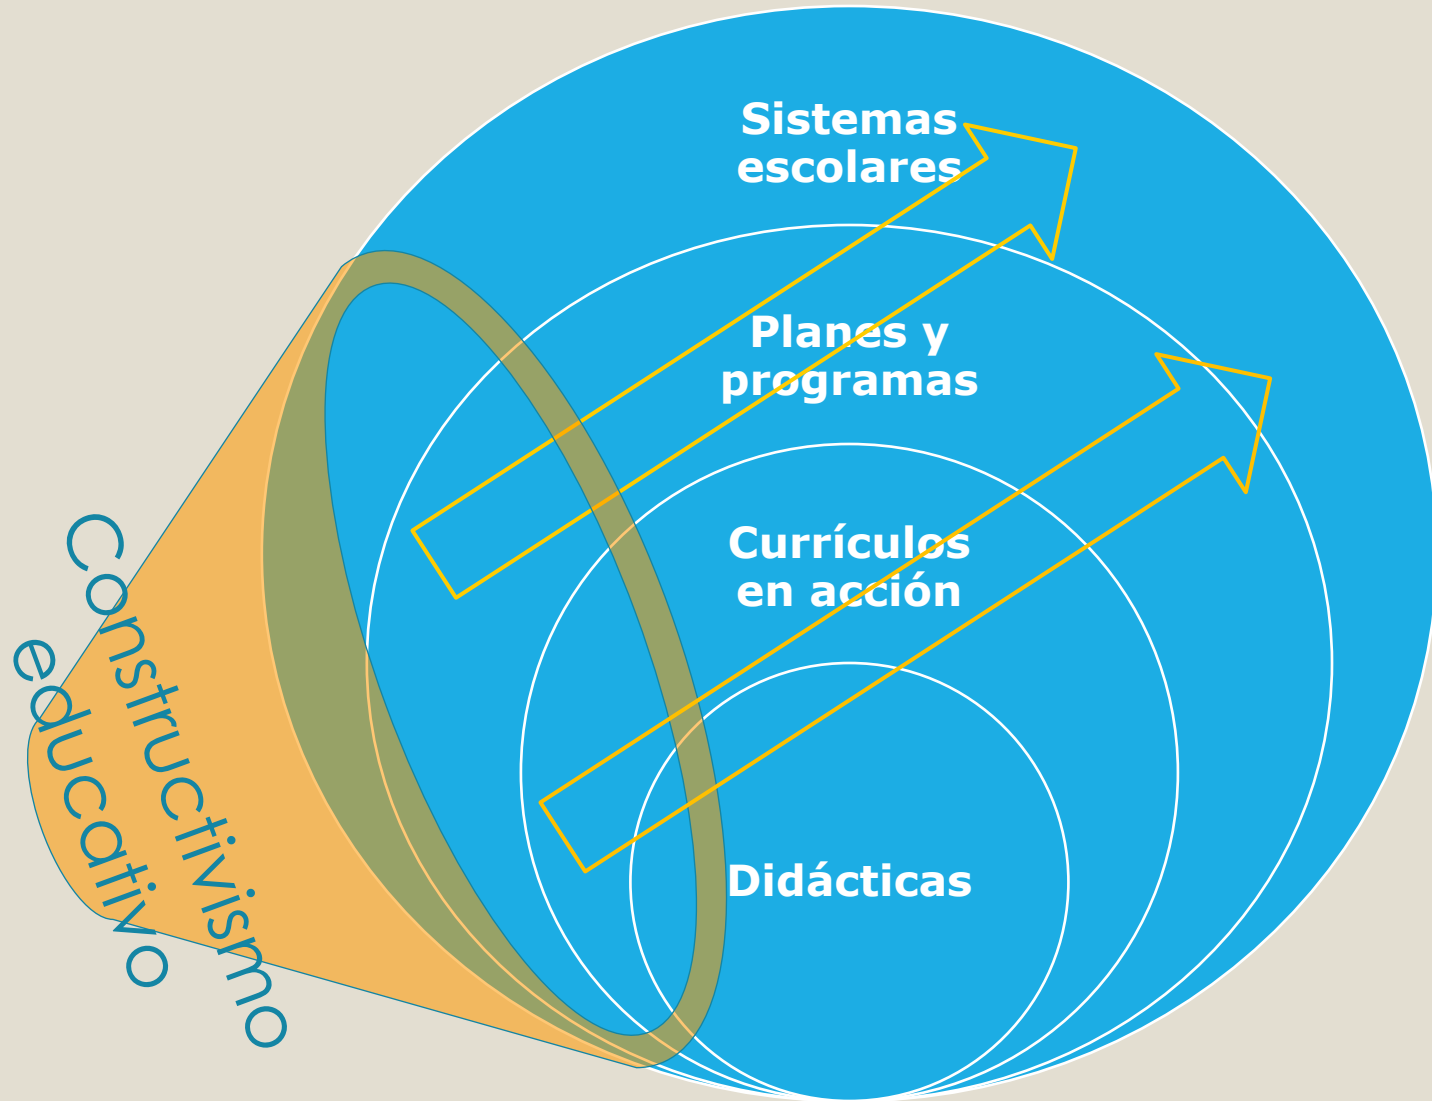 Sistemas
escolares
Planes y
programas
Currículos
en acción
Didácticas
Constructivismo
educativo